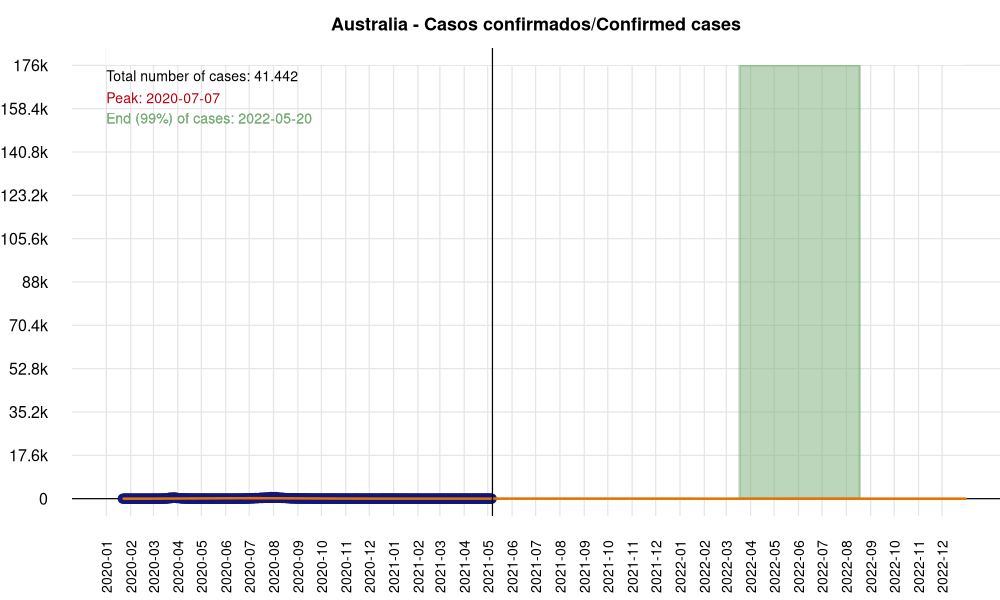 Australia - Casos confirmados/Confirmed cases
Total number of cases: 41.442
Peak: 2020-07-07
End (99%) of cases: 2022-05-20
176k
158.4k
140.8k
123.2k
105.6k
88k
70.4k
52.8k
35.2k
17.6k
0
2020-01
2020-02
2020-03
2020-04
2020-05
2020-06
2020-07
2020-08
2020-09
2020-10
2020-11
2020-12
2021-01
2021-02
2021-03
2021-04
2021-05
2021-06
2021-07
2021-08
2021-09
2021-10
2021-11
2021-12
2022-01
2022-02
2022-03
2022-04
2022-05
2022-06
2022-07
2022-08
2022-09
2022-10
2022-11
2022-12